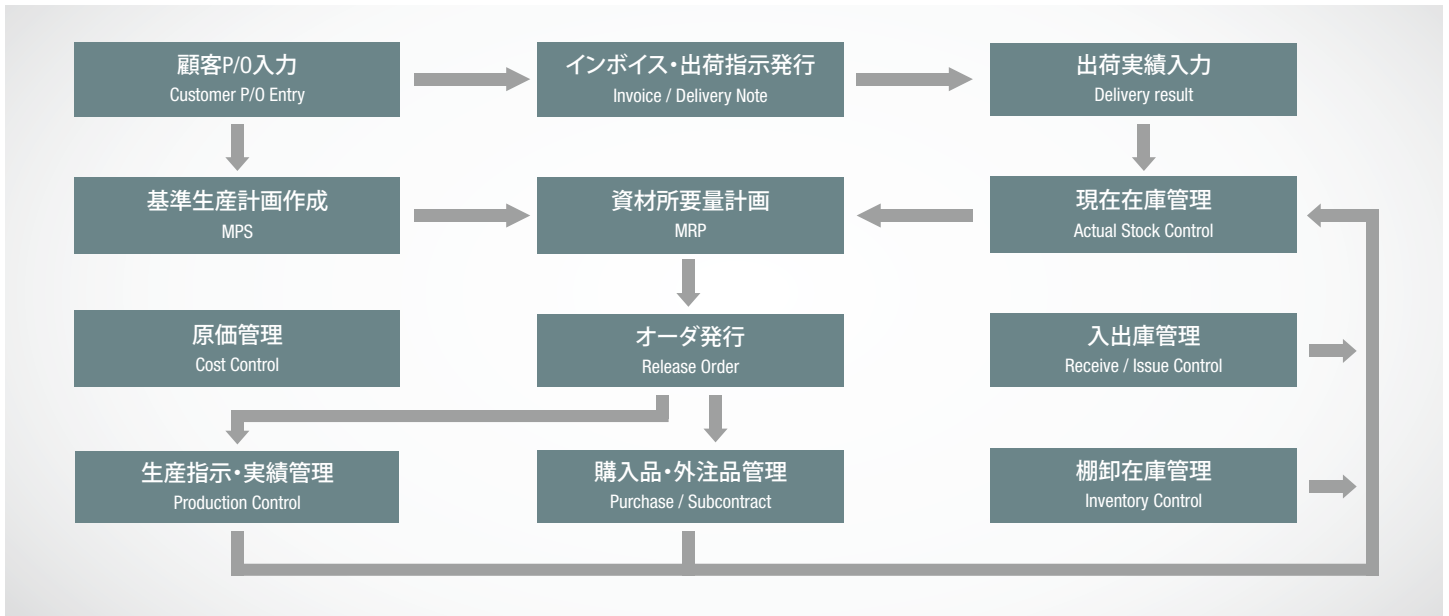 顧客P/O入力
Customer P/O Entry
インボイス・出荷指示発行
Invoice / Delivery Note
出荷実績入力
Delivery result
基準生産計画作成
MPS
資材所要量計画
MRP
現在在庫管理
Actual Stock Control
原価管理
Cost Control
オーダ発行
Release Order
入出庫管理
Receive / Issue Control
生産指示・実績管理
Production Control
購入品・外注品管理
Purchase / Subcontract
棚卸在庫管理
Inventory Control